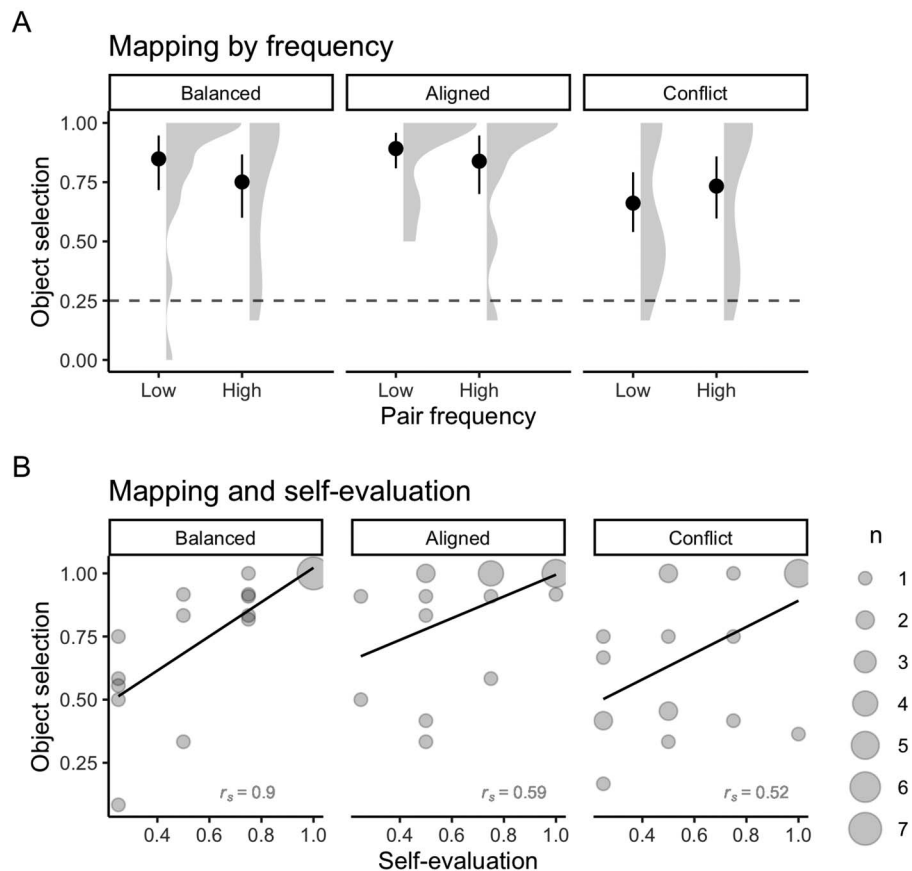 A
Mapping by frequency
Balanced Aligned Conflict
1.00
0.75
0.50
0.25
0.00
Object selection
Low High Low High Low High
Pair frequency
B
Mapping and self-evaluation
Balanced Aligned Conflict
1.00
0.75
0.50
0.25
Object selection
rs = 0.9 rs = 0.59 rs = 0.52
0.4 0.6 0.8 1.0 0.4 0.6 0.8 1.0 0.4 0.6 0.8 1.0
Self-evaluation
n
1
2
3
4
5
6
7